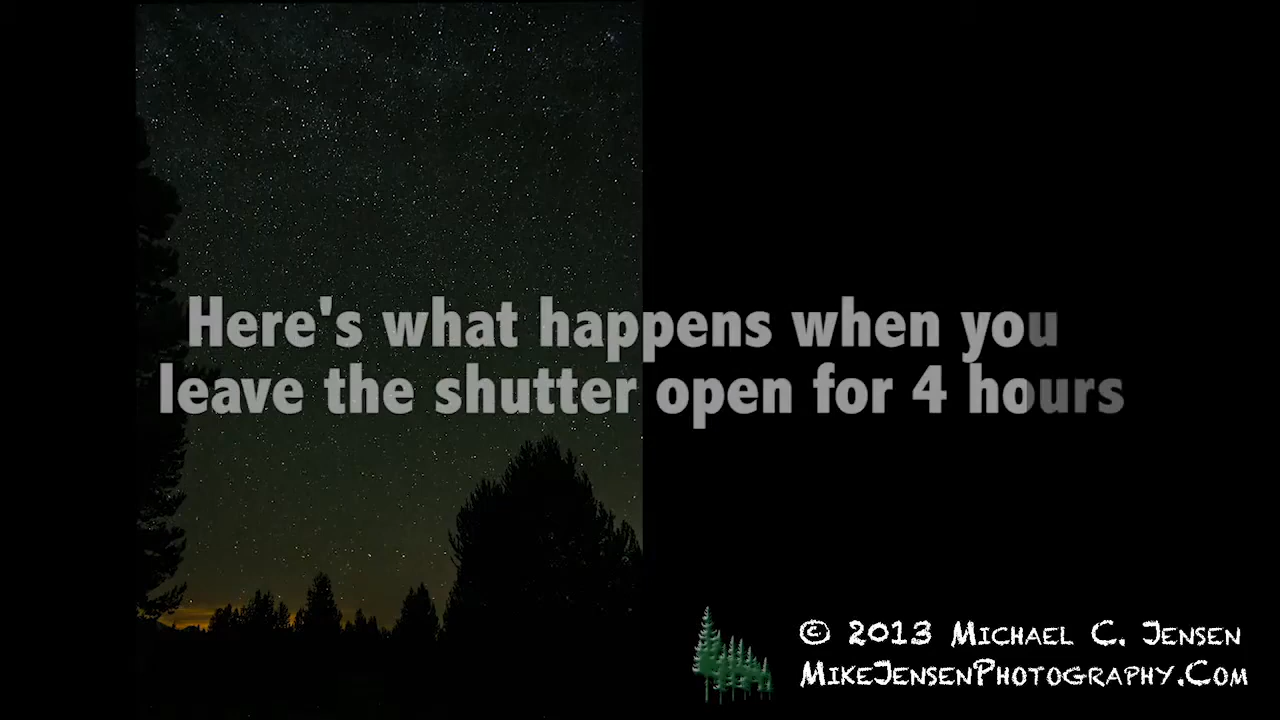 Here's what happens when you
leave the shutter open for 4 hours
© 2013 Michael C. Jensen
MikeJensenPhotography.Com